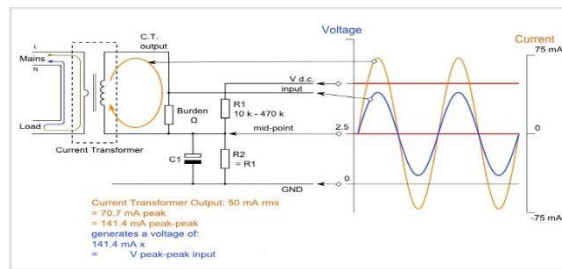 Voltage
Current
C.T.
output
L
Mains
N
Load
Current Transformer
Burden
Ω
R1
10 k - 470 k
V d.c.
input
mid-point
C1
R2
= R1
GND
2.5
0
75 mA
0
-75 mA
Current Transformer Output: 50 mA rms
= 70.7 mA peak
= 141.4 mA peak-peak
generates a voltage of:
141.4 mA x
= V peak-peak input